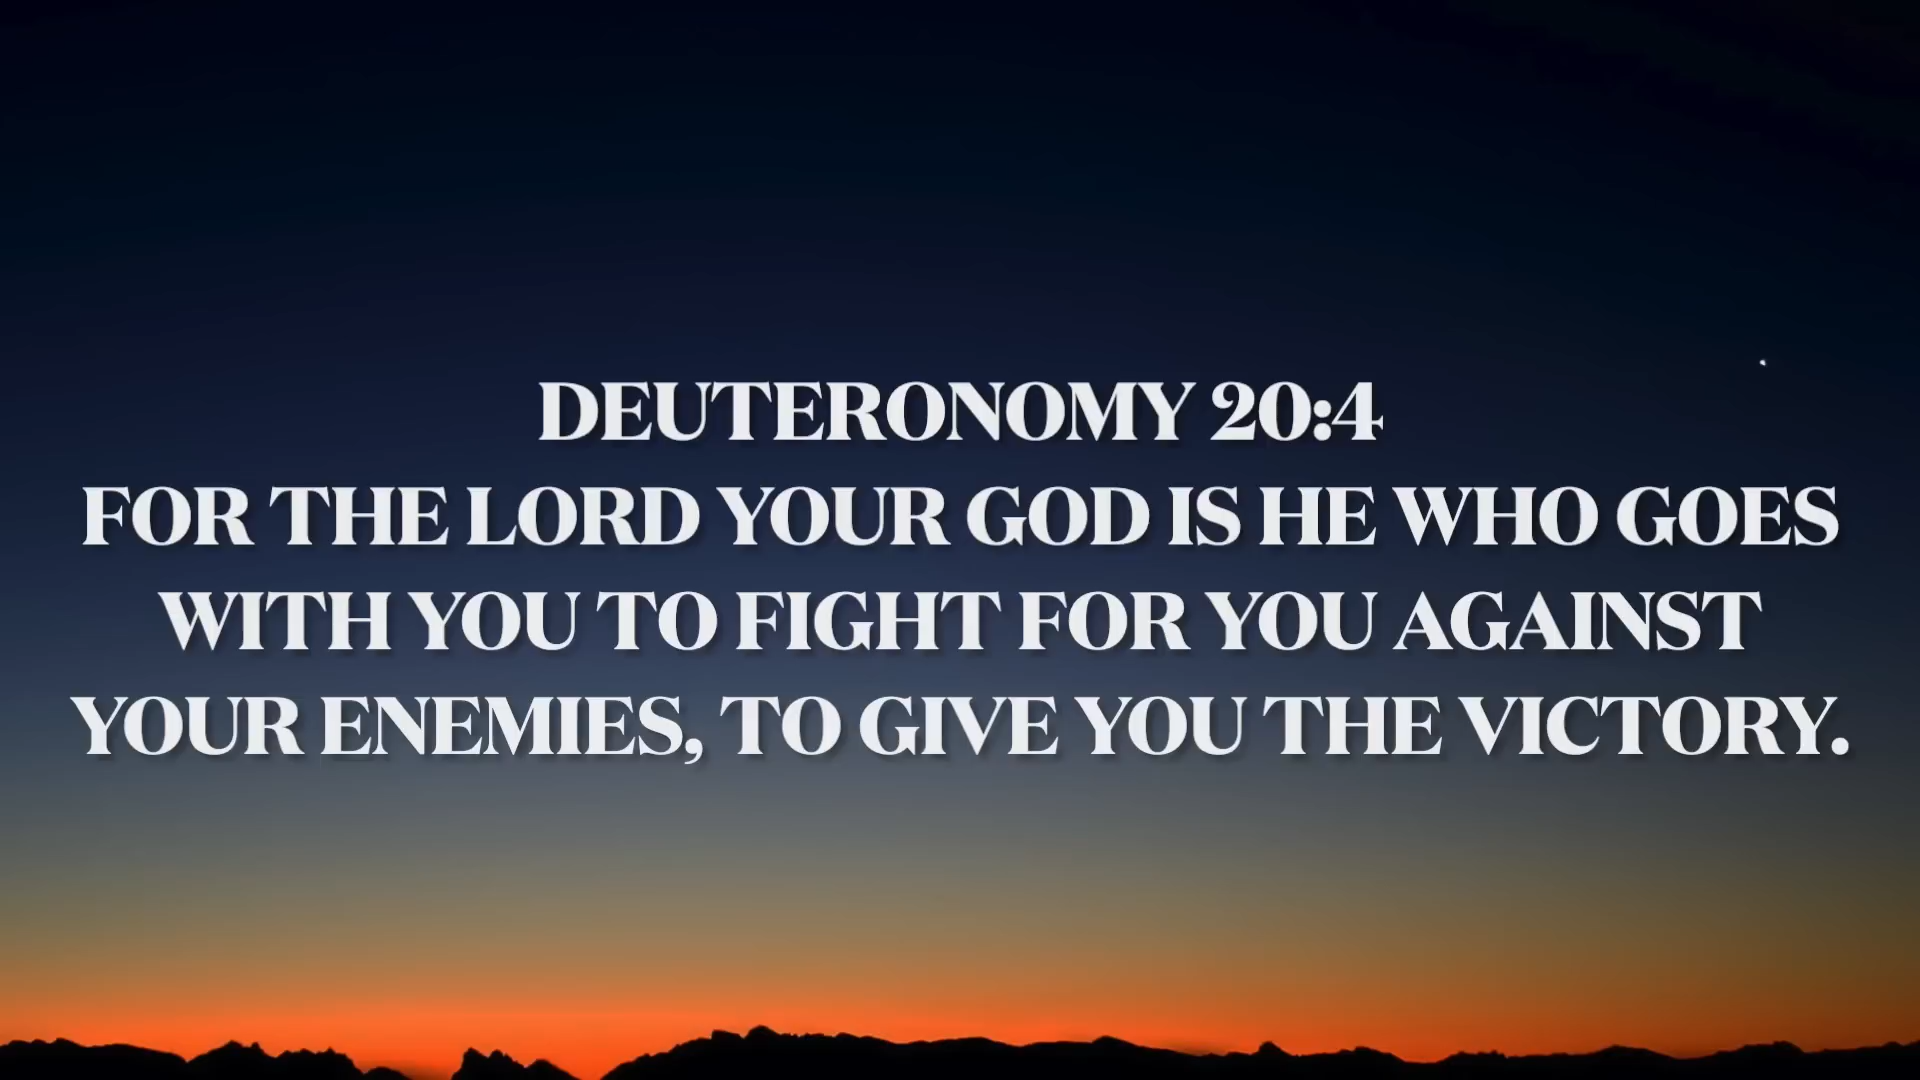 DEUTERONOMY 20:4
FOR THE LORD YOUR GOD IS HE WHO GOES
WITH YOU TO FIGHT FOR YOU AGAINST
YOUR ENEMIES, TO GIVE YOU THE VICTORY.